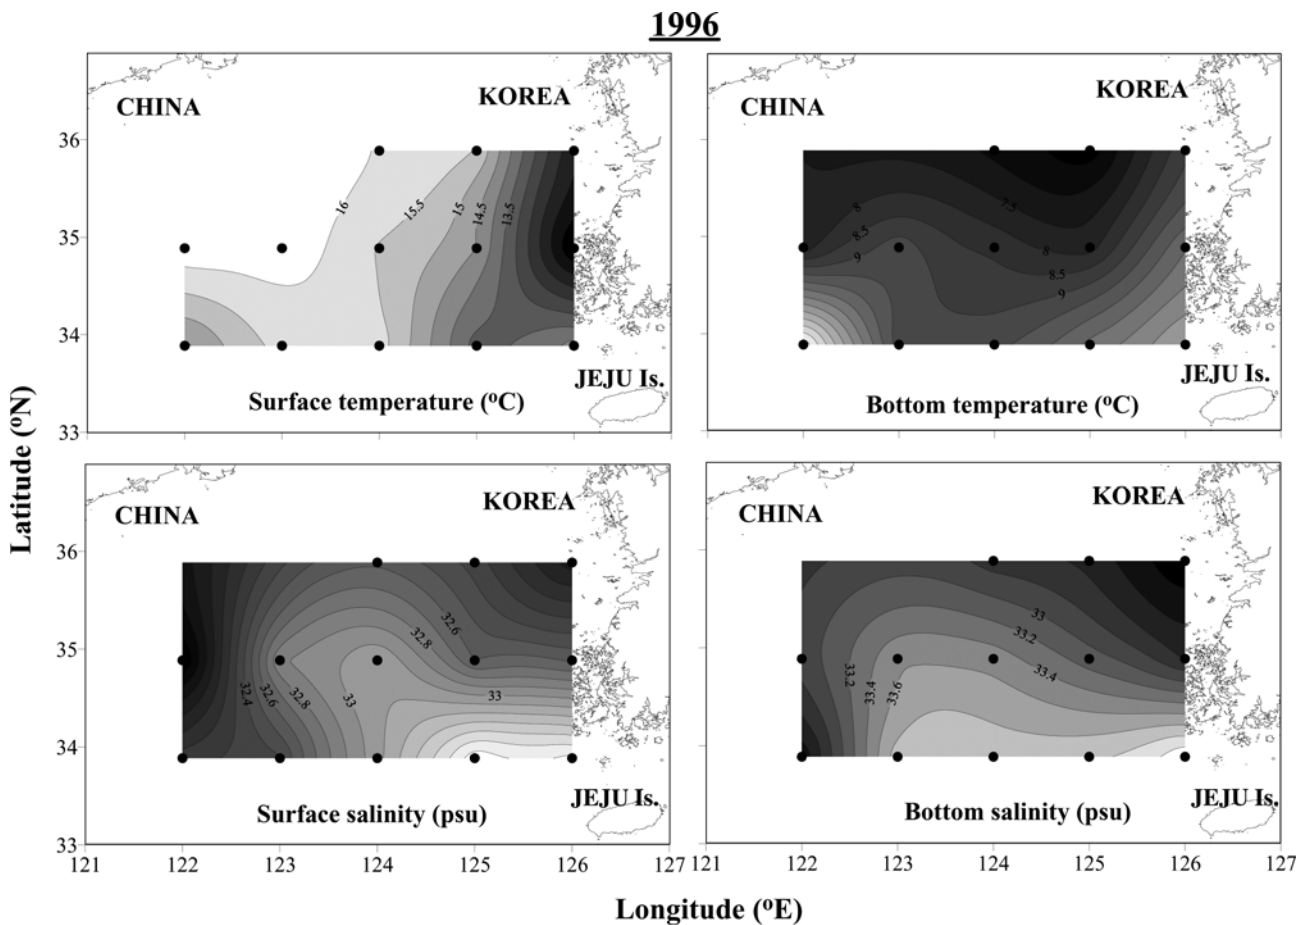 1996
CHINA
KOREA
36
35
34
33
16
15.5
15
14.5
13.5
JEJU Is.
Surface temperature (ºC)
CHINA
KOREA
7.5
8
8.5
9
8
8.5
9
JEJU Is.
Bottom temperature (ºC)
Latitude (ºN)
CHINA
KOREA
36
35
34
33
32.6
32.8
32.4
32.6
32.8
33
33
JEJU Is.
Surface salinity (psu)
121
122
123
124
125
126
127
CHINA
KOREA
33
33.2
33.4
33.2
33.4
33.6
JEJU Is.
Bottom salinity (psu)
121
122
123
124
125
126
127
Longitude (ºE)